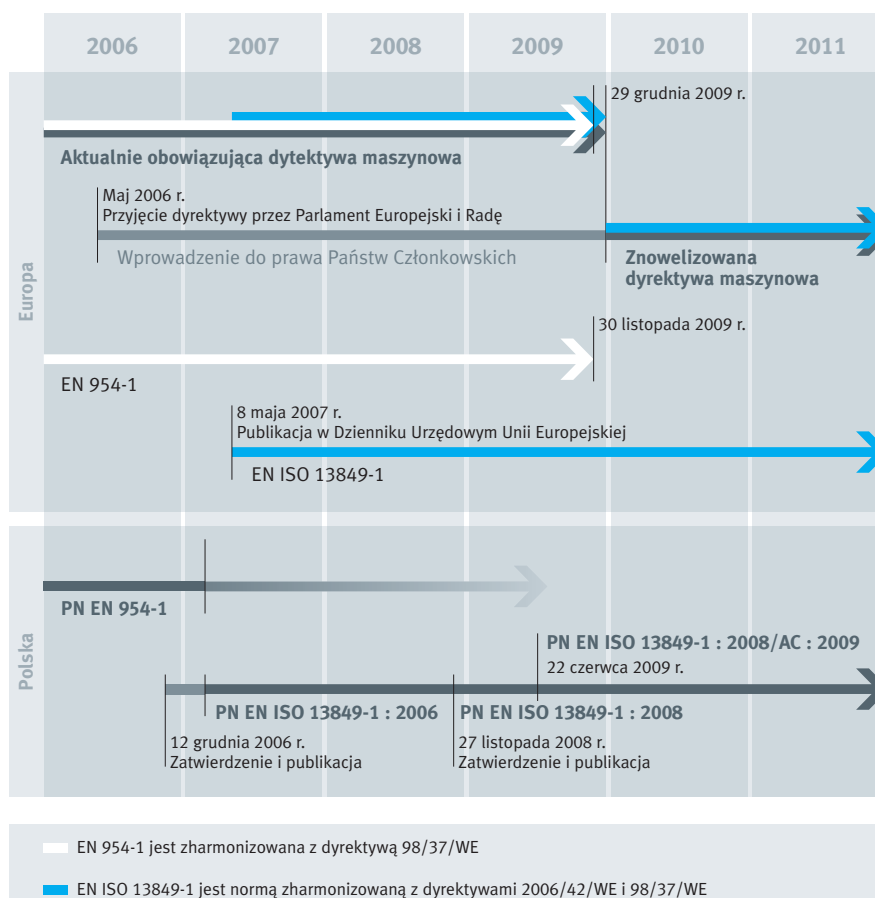 2006 2007 2008 2009 2010 2011
Europa
29 grudnia 2009 r.
Aktualnie obowiązująca dytektywa maszynowa
Maj 2006 r.
Przyjęcie dyrektywy przez Parlament Europejski i Radę
Wprowadzenie do prawa Państw Członkowskich
Znowelizowana
dyrektywa maszynowa
30 listopada 2009 r.
EN 954-1
8 maja 2007 r.
Publikacja w Dzienniku Urzędowym Unii Europejskiej
EN ISO 13849-1
Polska
PN EN 954-1
PN EN ISO 13849-1 : 2008/AC : 2009
22 czerwca 2009 r.
PN EN ISO 13849-1 : 2006
PN EN ISO 13849-1 : 2008
12 grudnia 2006 r.
Zatwierdzenie i publikacja
27 listopada 2008 r.
Zatwierdzenie i publikacja
EN 954-1 jest zharmonizowana z dyrektywą 98/37/WE
EN ISO 13849-1 jest normą zharmonizowaną z dyrektywami 2006/42/WE i 98/37/WE